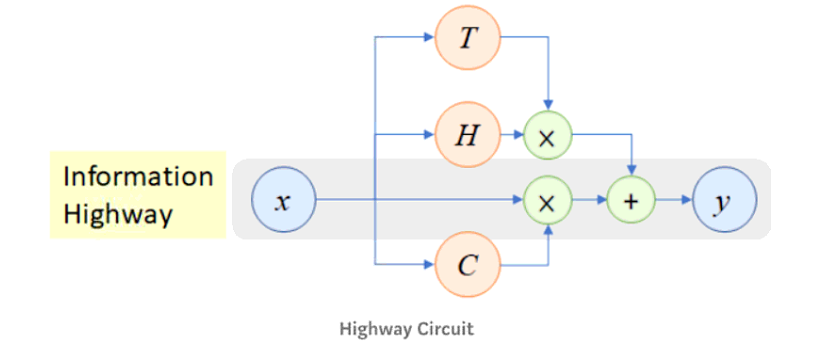 T
H
×
Information
Highway
x
×
+
y
C
Highway Circuit